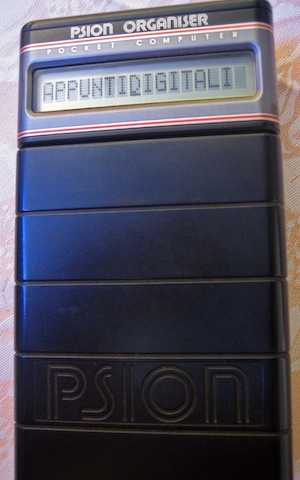 PSION ORGANISER
POCKET COMPUTER
APPUNTIDIGITALI
PSION